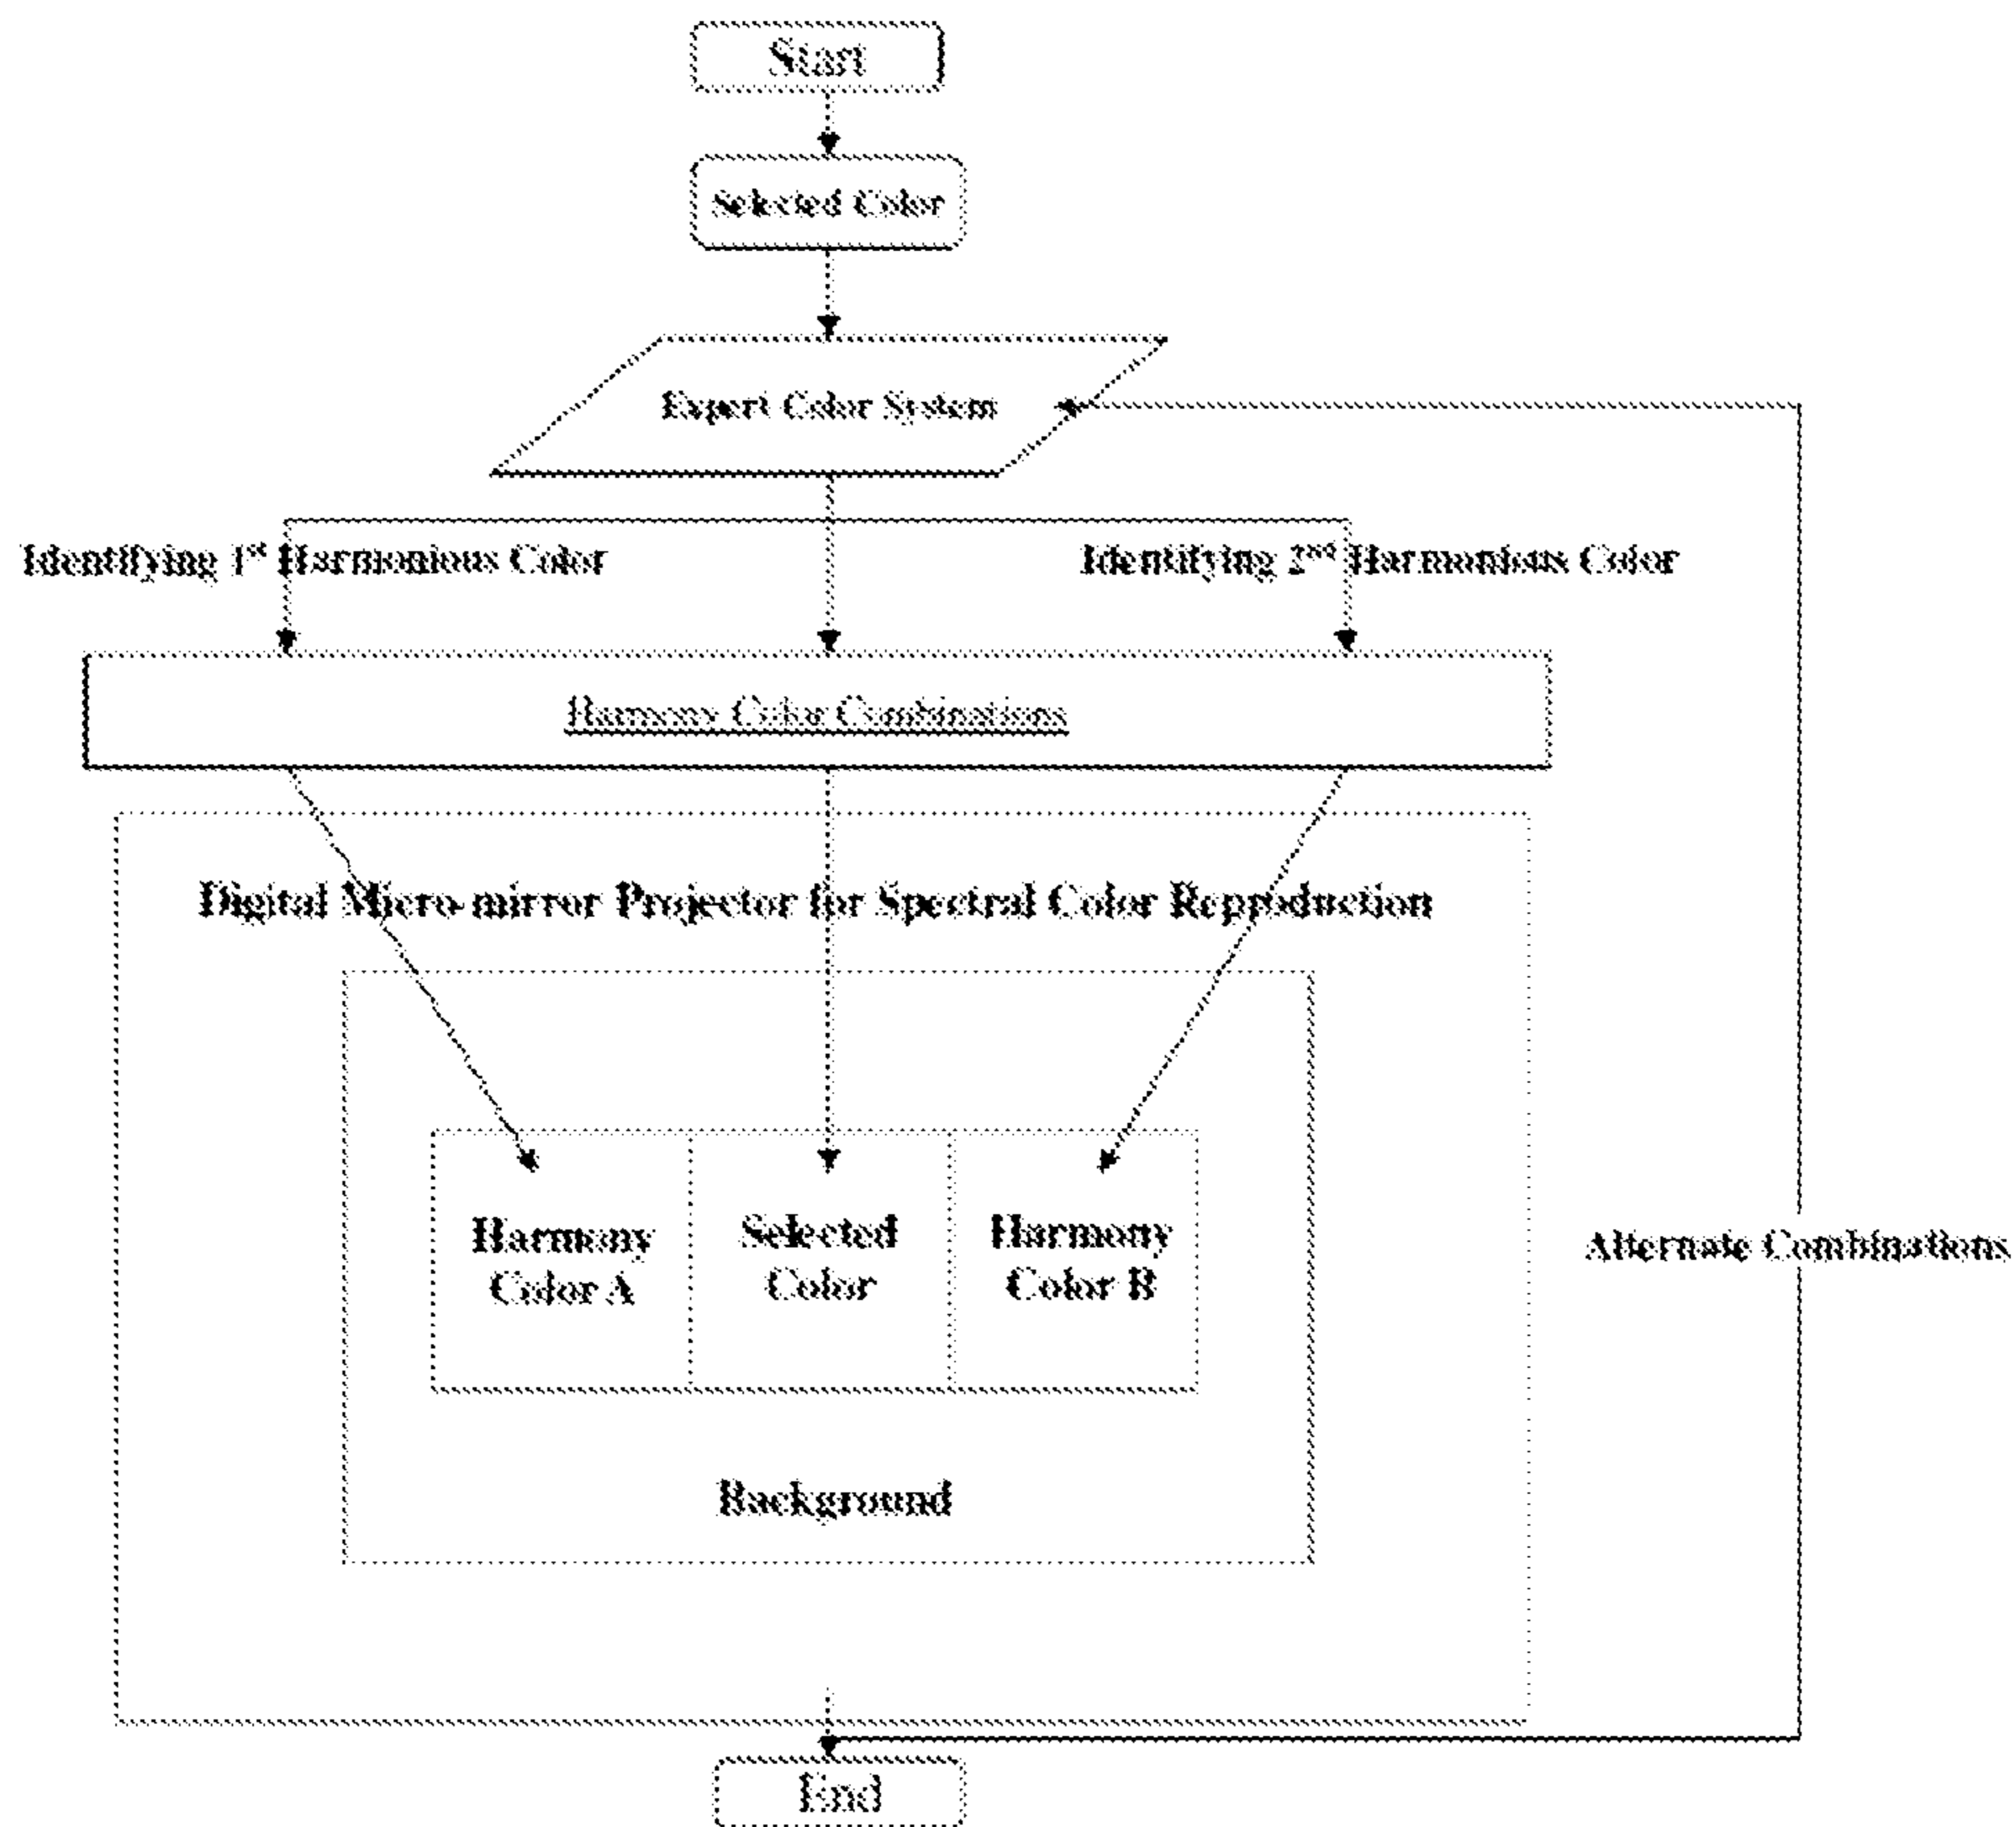 Start
Selected Color
Expert Color System
Identifying 1st Harmonious Color
Identifying 2nd Harmonious Color
Harmony Color Combinations
Digital Micro-mirror Projector for Spectral Color Reproduction
Harmony
Color A
Selected
Color
Harmony
Color B
Alternate Combinations
Background
End